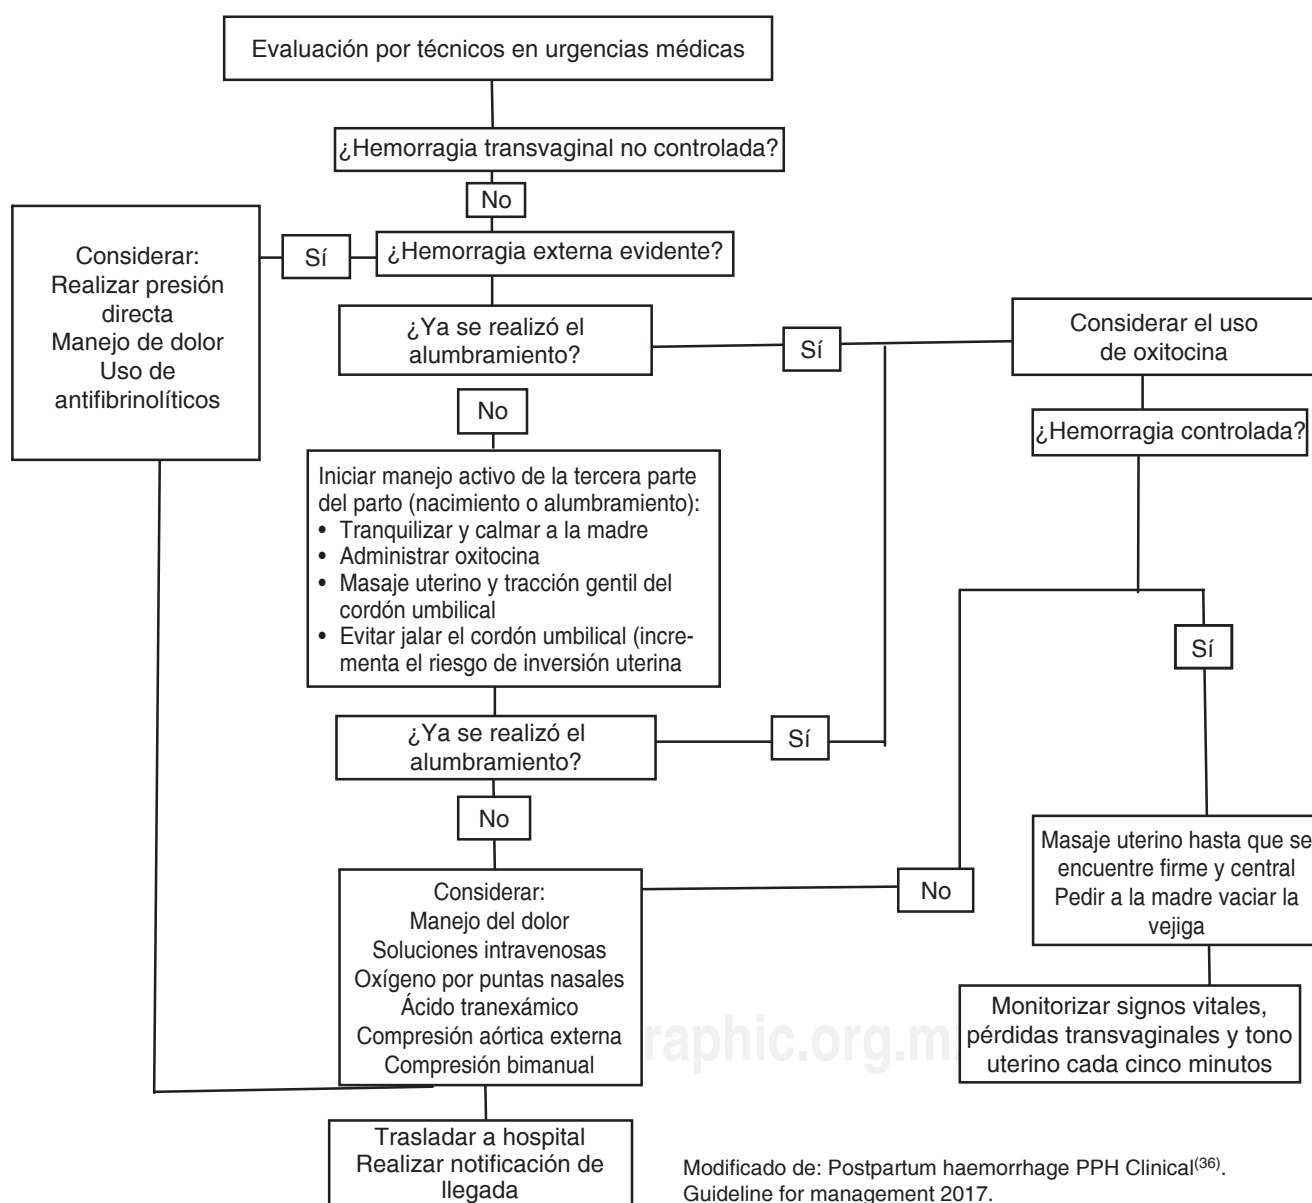 Evaluación por técnicos en urgencias médicas
¿Hemorragia transvaginal no controlada?
No
¿Hemorragia externa evidente?
Sí
Considerar:
Realizar presión
directa
Manejo de dolor
Uso de
antifibrinolíticos
¿Ya se realizó el
alumbramiento?
Sí
Considerar el uso
de oxitocina
No
¿Hemorragia controlada?
Iniciar manejo activo de la tercera parte
del parto (nacimiento o alumbramiento):
• Tranquilizar y calmar a la madre
• Administrar oxitocina
• Masaje uterino y tracción gentil del
cordón umbilical
• Evitar jalar el cordón umbilical (incre-
menta el riesgo de inversión uterina
Sí
¿Ya se realizó el
alumbramiento?
Sí
No
Masaje uterino hasta que se
encuentre firme y central
Pedir a la madre vaciar la
vejiga
No
Considerar:
Manejo del dolor
Soluciones intravenosas
Oxígeno por puntas nasales
Ácido tranexámico
Compresión aórtica externa
Compresión bimanual
Monitorizar signos vitales,
pérdidas transvaginales y tono
uterino cada cinco minutos
raphic.org.m
Trasladar a hospital
Realizar notificación de
llegada
Modificado de: Postpartum haemorrhage PPH Clinical(36).
Guideline for management 2017.